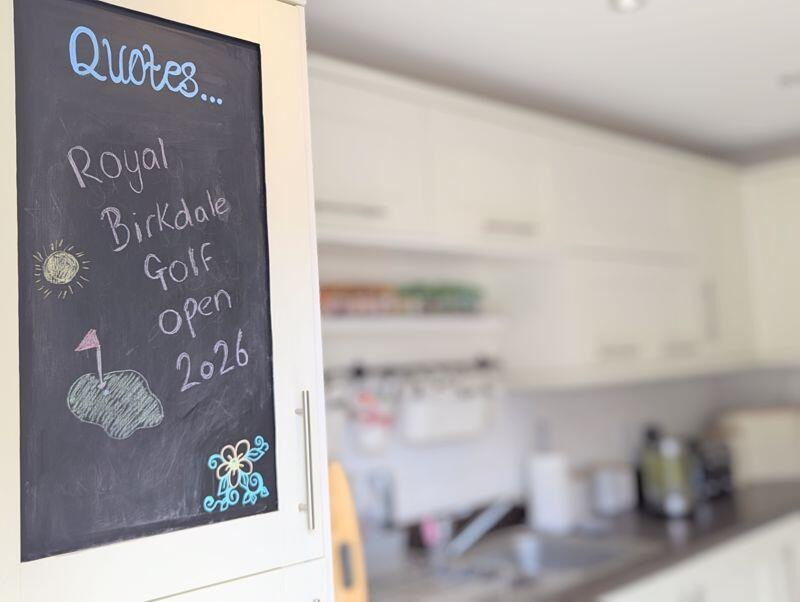 Quotes...
Royal
Birkdale
Golf
open
2026